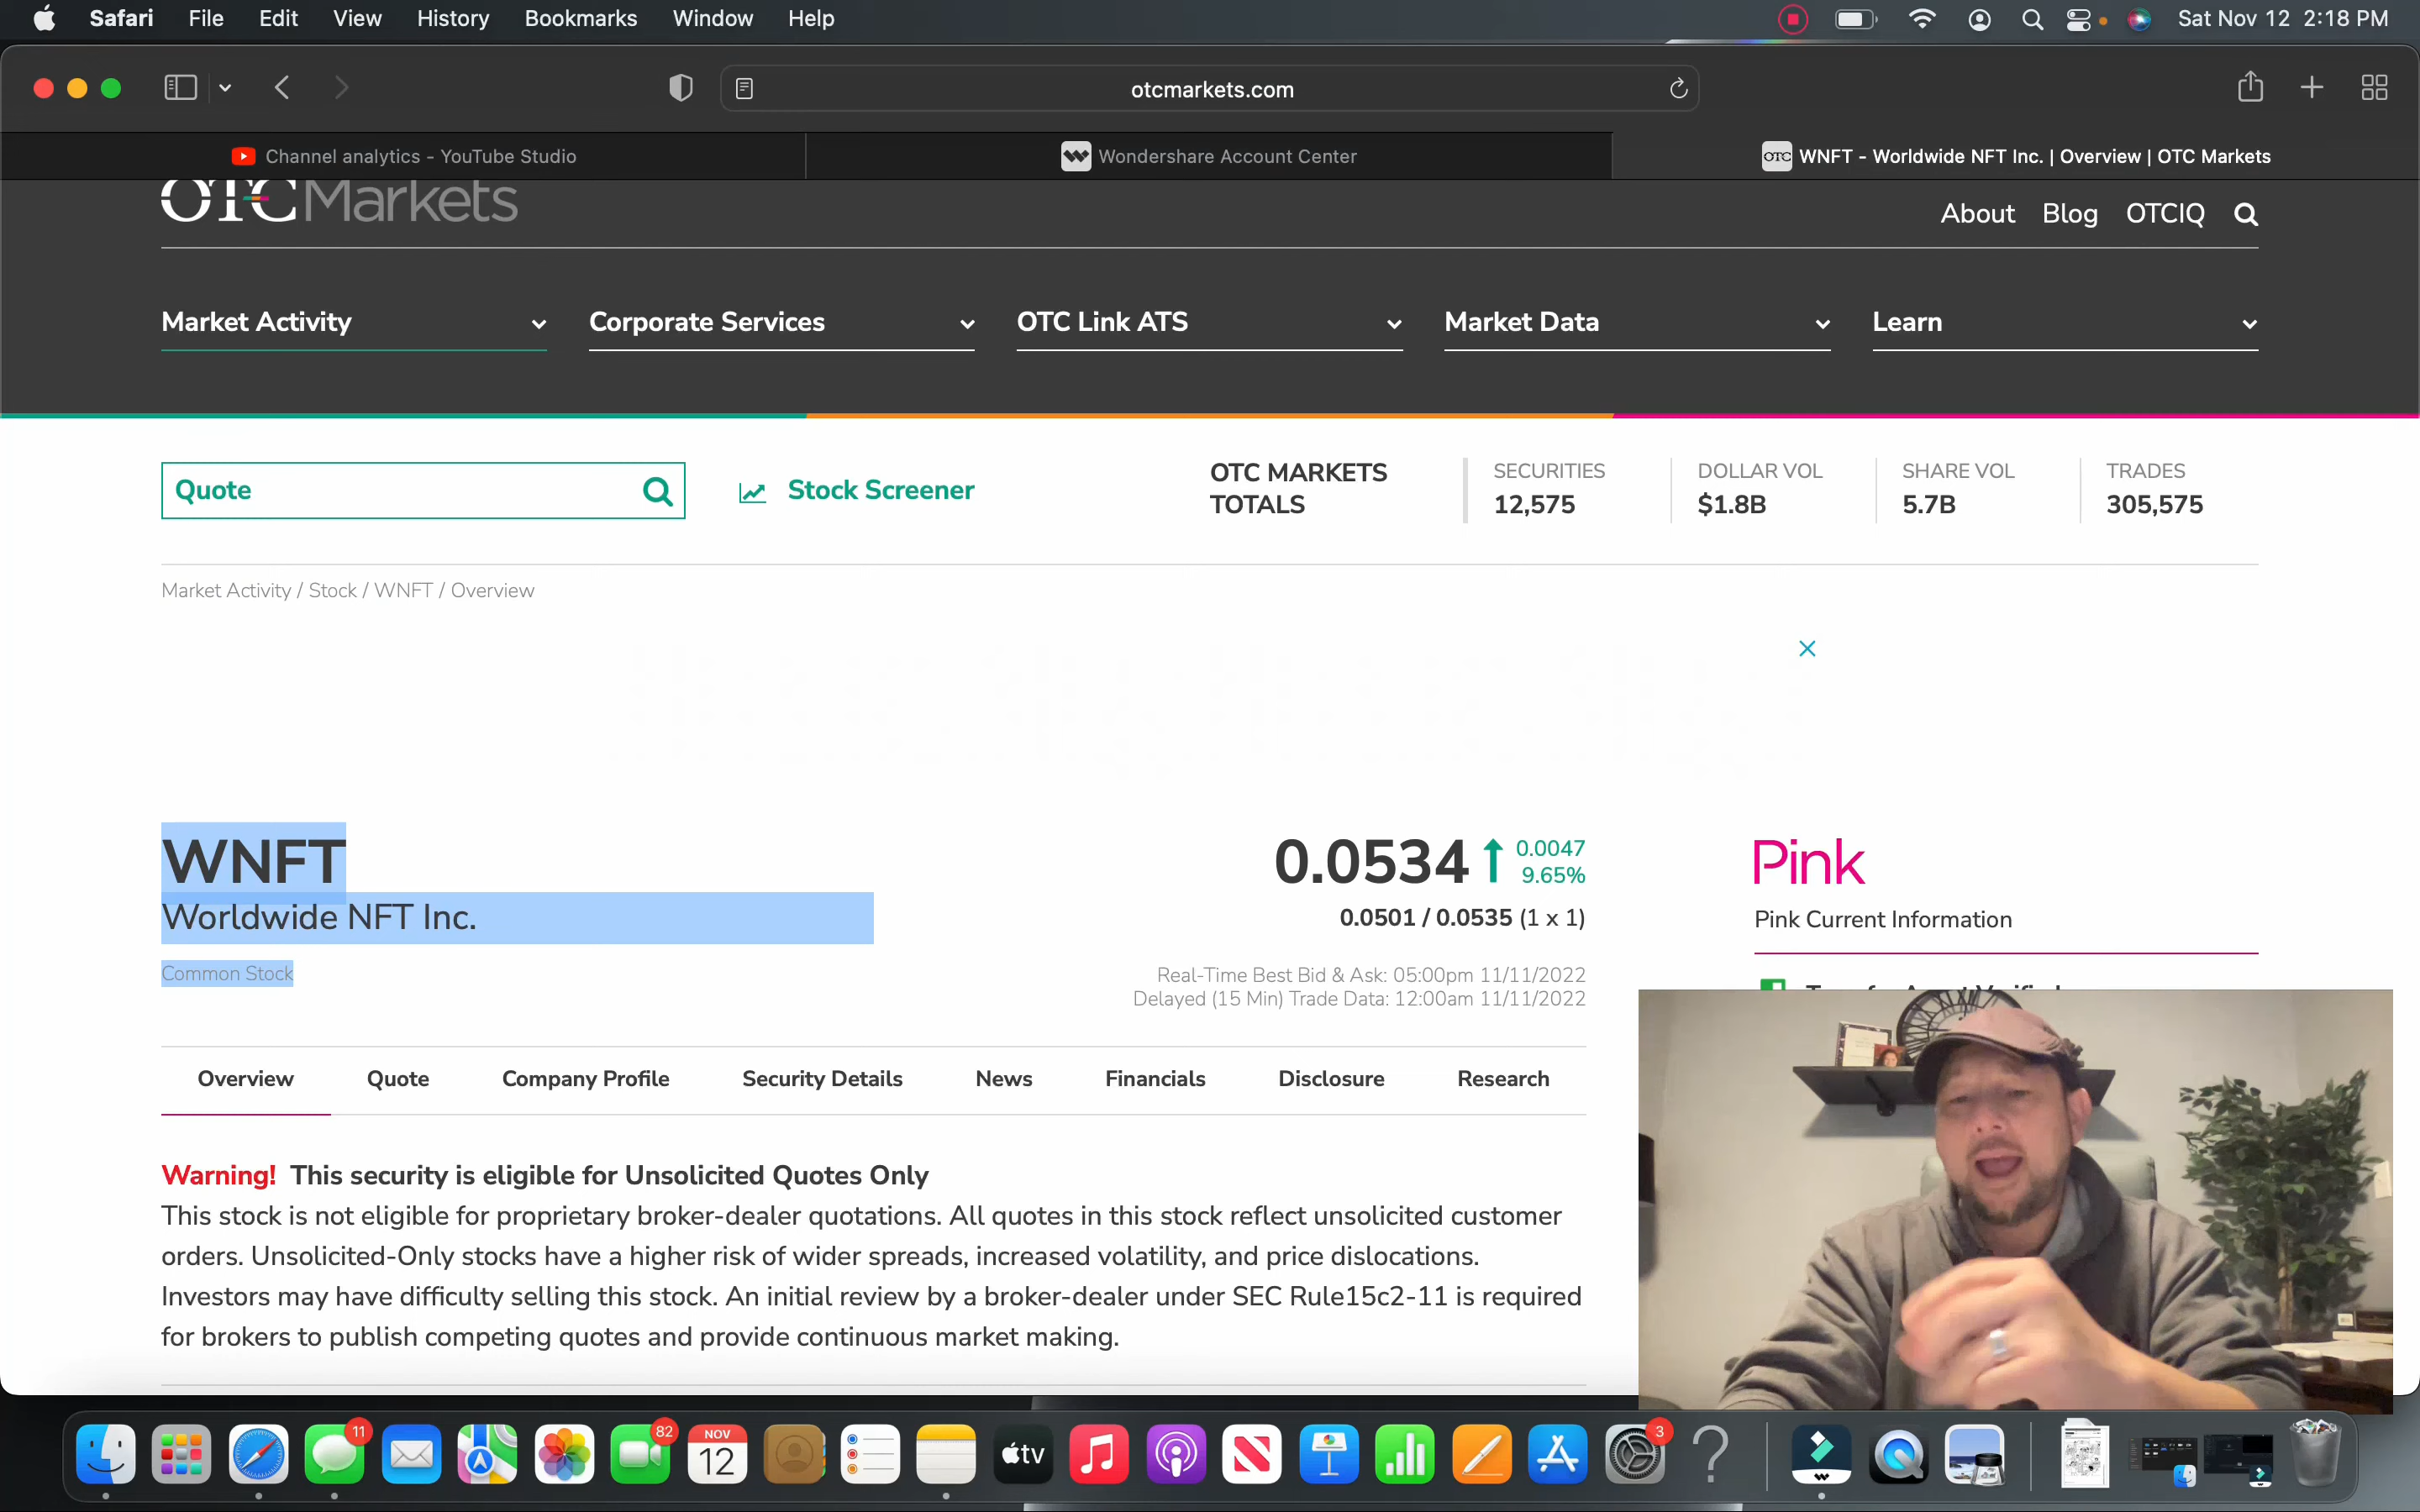 Safari File Edit View History Bookmarks Window Help Sat Nov 12 2:18 PM
otcmarkets.com
Channel analytics - YouTube Studio
Wondershare Account Center
OTC WNFT - Worldwide NFT Inc. | Overview | OTC Markets
OTC Markets
About Blog OTCIQ
Market Activity Corporate Services OTC Link ATS Market Data Learn
Quote
Stock Screener
OTC MARKETS
TOTALS
SECURITIES
12,575
DOLLAR VOL
$1.8B
SHARE VOL
5.7B
TRADES
305,575
Market Activity / Stock / WNFT / Overview
WNFT
Worldwide NFT Inc.
Common Stock
0.0534 0.0047
9.65%
0.0501 / 0.0535 (1 x 1)
Real-Time Best Bid & Ask: 05:00pm 11/11/2022
Delayed (15 Min) Trade Data: 12:00am 11/11/2022
Pink
Pink Current Information
Overview Quote Company Profile Security Details News Financials Disclosure Research
Warning! This security is eligible for Unsolicited Quotes Only
This stock is not eligible for proprietary broker-dealer quotations. All quotes in this stock reflect unsolicited customer
orders. Unsolicited-Only stocks have a higher risk of wider spreads, increased volatility, and price dislocations.
Investors may have difficulty selling this stock. An initial review by a broker-dealer under SEC Rule15c2-11 is required
for brokers to publish competing quotes and provide continuous market making.
11
82
NOV
12
tv
3